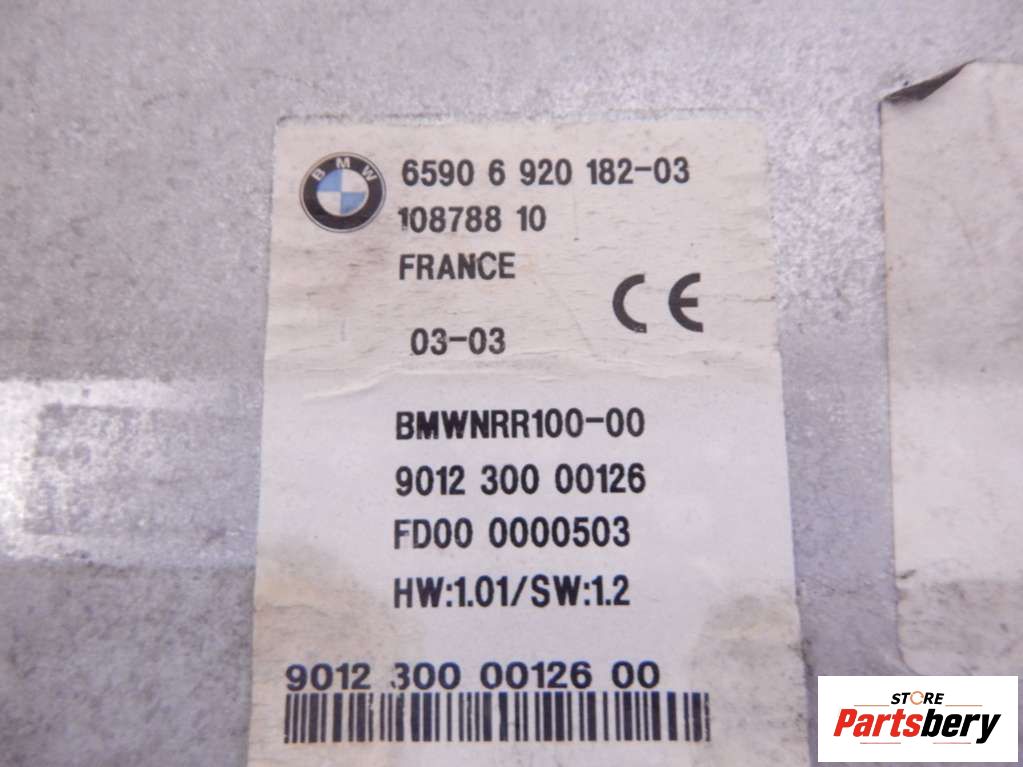 BMW
6590 6 920 182-03
108788 10
FRANCE
CE
03-03
BMWNRR100-00
9012 300 00126
FD00 0000503
HW:1.01/SW:1.2
9012 300 00126 00
STORE
Partsbery